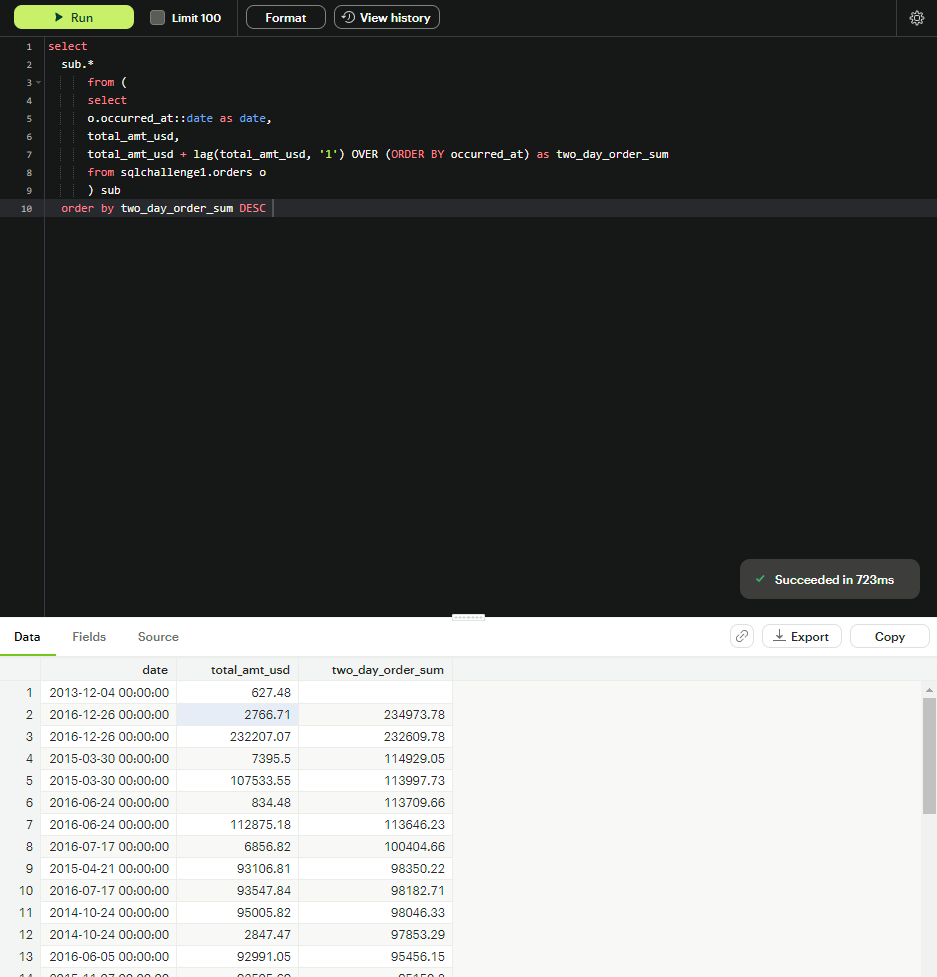 Run Limit 100 Format View history
1 select
2 sub.*
3 from (
4 select
5 o.occurred_at::date as date,
6 total_amt_usd,
7 total_amt_usd + lag(total_amt_usd, '1') OVER (ORDER BY occurred_at) as two_day_order_sum
8 from sqlchallenge1.orders o
9 ) sub
10 order by two_day_order_sum DESC
Succeeded in 723ms
Data Fields Source Export Copy
date total_amt_usd two_day_order_sum
1 2013-12-04 00:00:00 627.48
2 2016-12-26 00:00:00 2766.71 234973.78
3 2016-12-26 00:00:00 232207.07 232609.78
4 2015-03-30 00:00:00 7395.5 114929.05
5 2015-03-30 00:00:00 107533.55 113997.73
6 2016-06-24 00:00:00 834.48 113709.66
7 2016-06-24 00:00:00 112875.18 113646.23
8 2016-07-17 00:00:00 6856.82 100404.66
9 2015-04-21 00:00:00 93106.81 98350.22
10 2016-07-17 00:00:00 93547.84 98182.71
11 2014-10-24 00:00:00 95005.82 98046.33
12 2014-10-24 00:00:00 2847.47 97853.29
13 2016-06-05 00:00:00 92991.05 95456.15